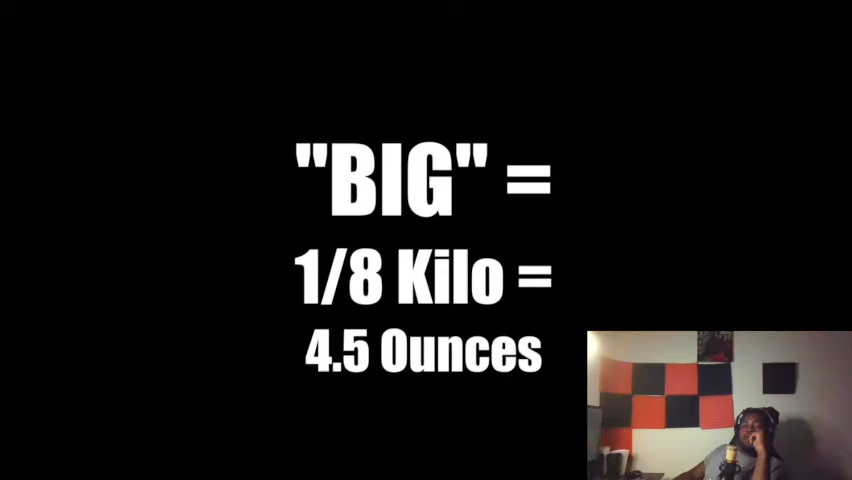 "BIG" =
1/8 Kilo =
4.5 Ounces